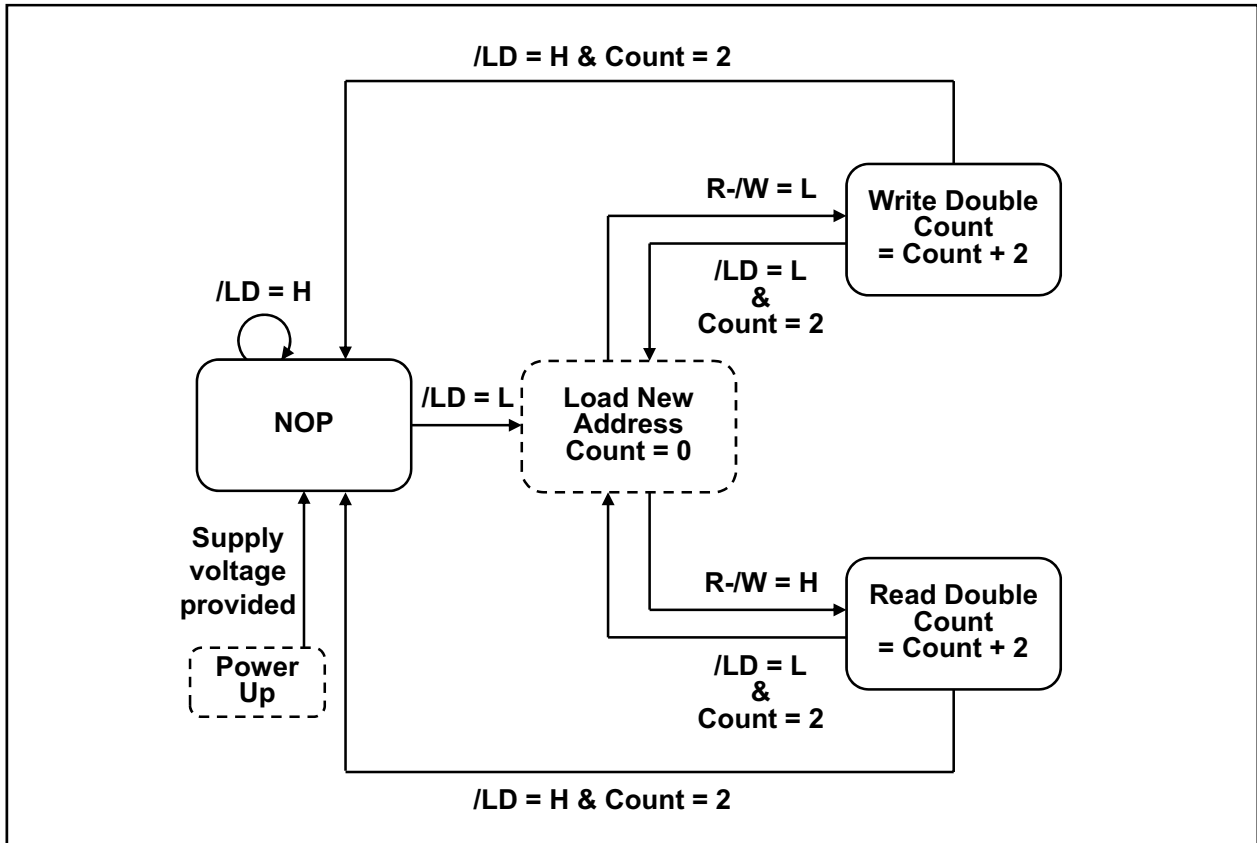 /LD = H & Count = 2
R-/W = L
Write Double
Count
= Count + 2
/LD = L
&
Count = 2
/LD = H
NOP
/LD = L
Load New
Address
Count = 0
Supply
voltage
provided
Power
Up
R-/W = H
Read Double
Count
= Count + 2
/LD = L
&
Count = 2
/LD = H & Count = 2